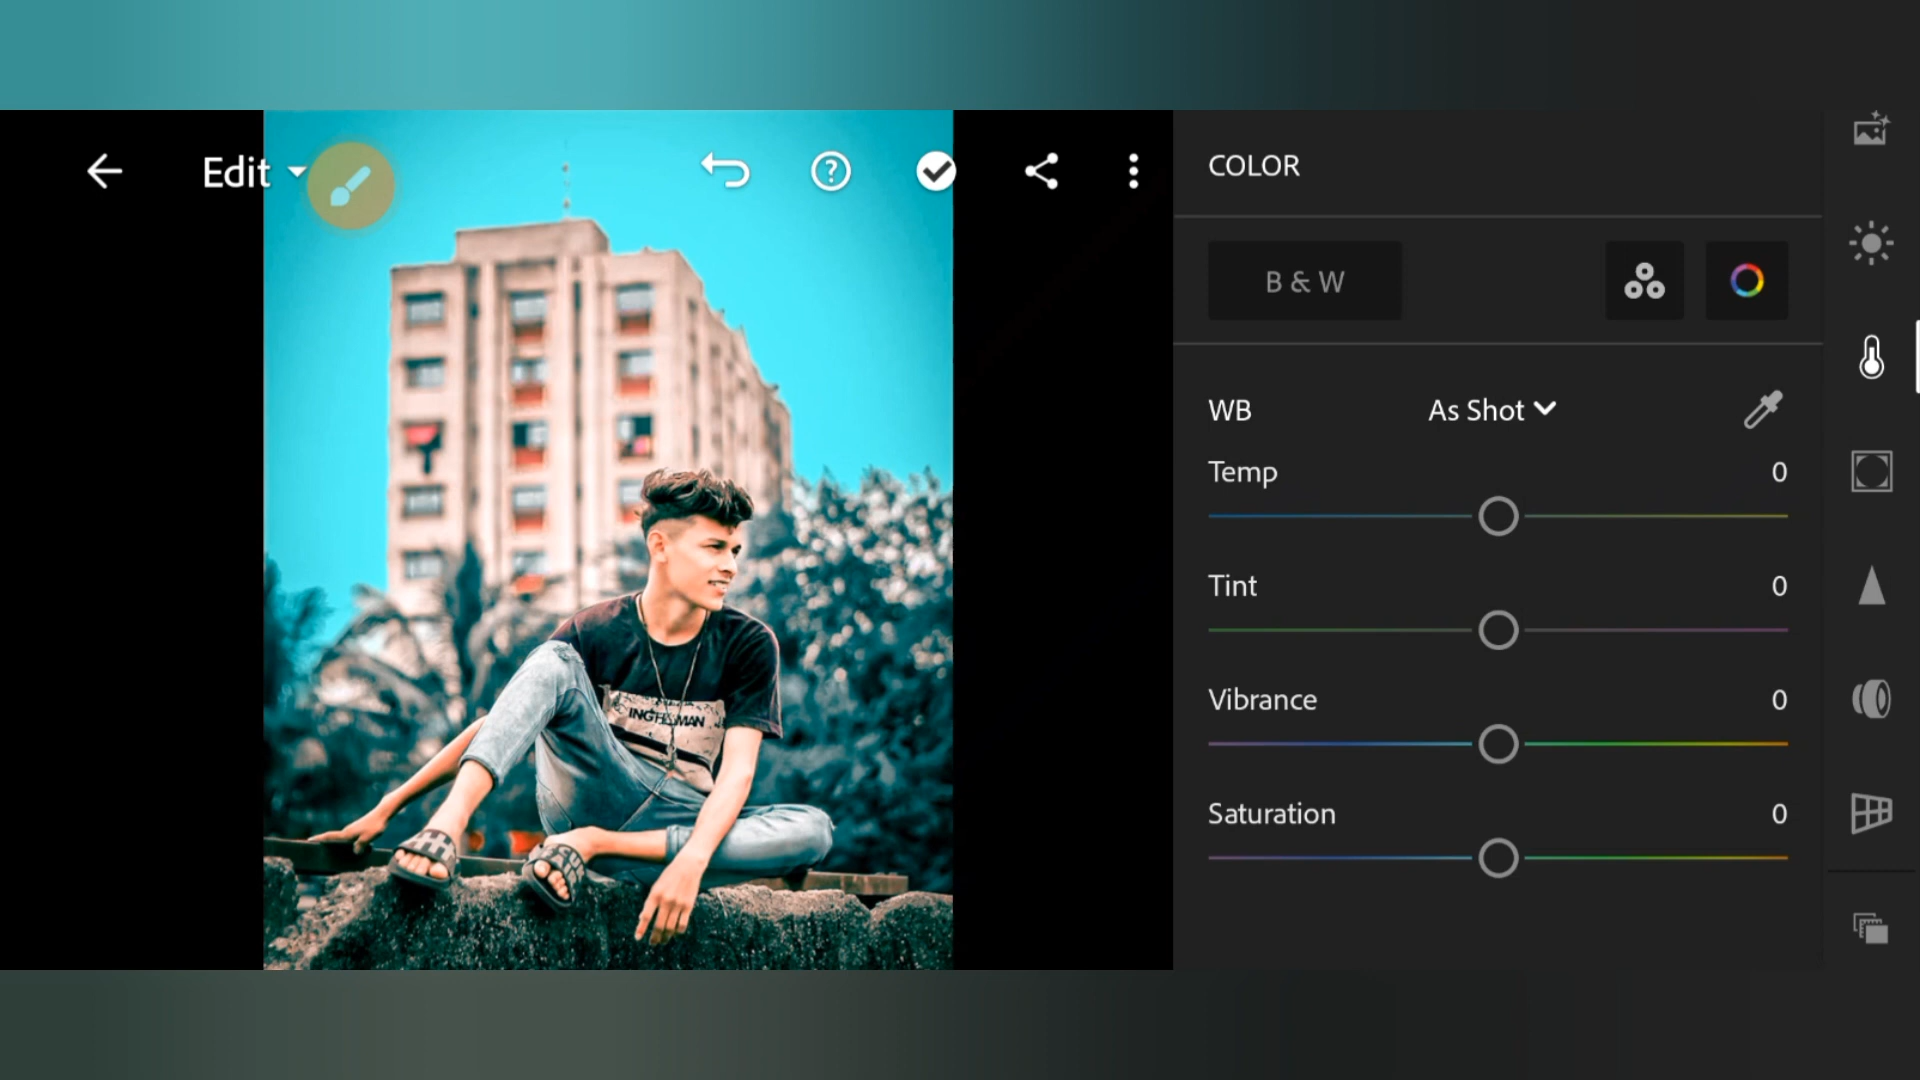 Edit
COLOR
B & W
WB As Shot
Temp 0
Tint 0
Vibrance 0
Saturation 0